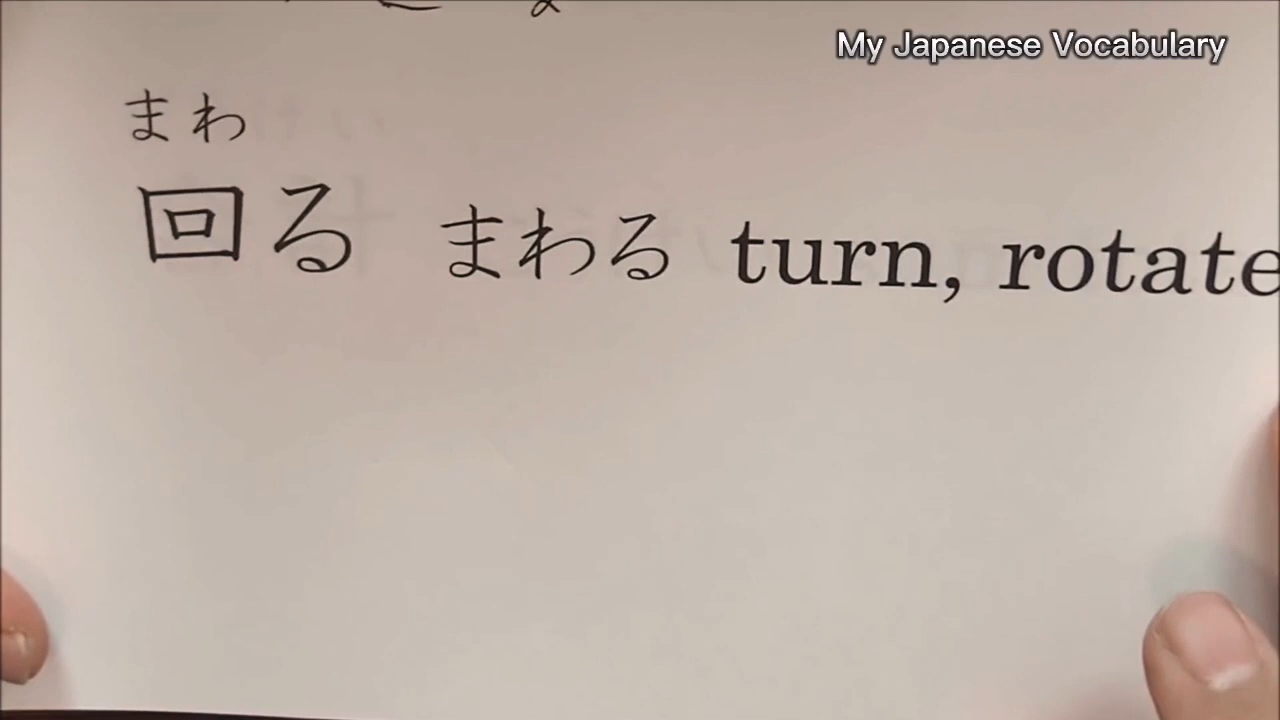 My Japanese Vocabulary
まわ
回る まわる turn, rotate